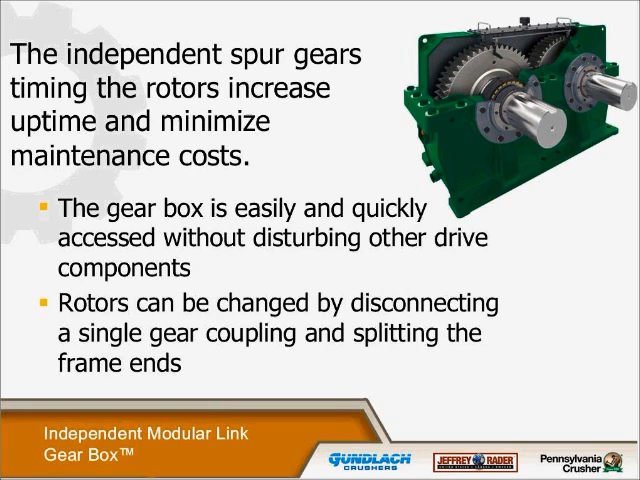 The independent spur gears
timing the rotors increase
uptime and minimize
maintenance costs.
The gear box is easily and quickly
accessed without disturbing other drive
components
Rotors can be changed by disconnecting
a single gear coupling and splitting the
frame ends
Independent Modular Link
Gear Box™
GUNDLACH
CRUSHERS
JEFFREY RADER
Pennsylvania
Crusher